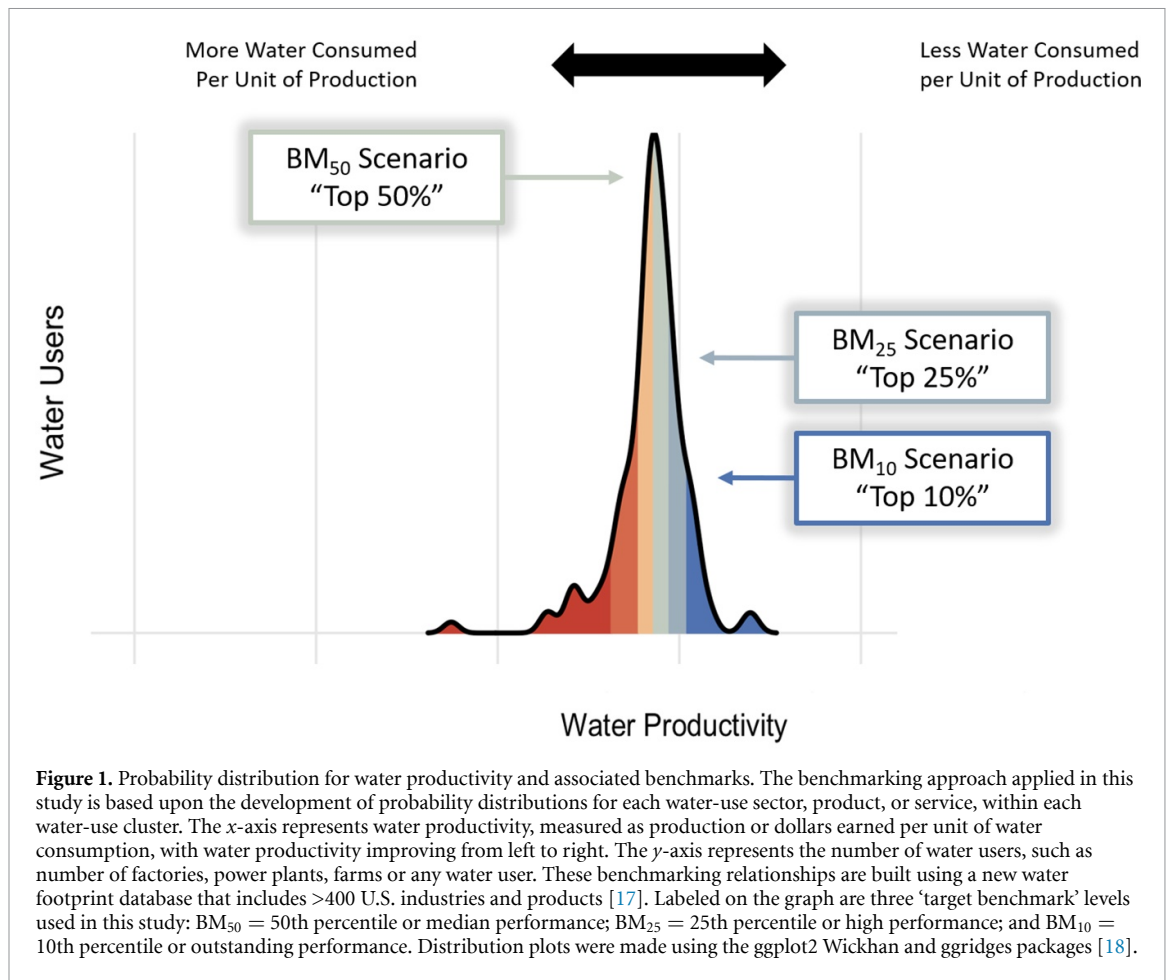 More Water Consumed
Per Unit of Production
Less Water Consumed
per Unit of Production
BM₅₀ Scenario
“Top 50%”
BM₂₅ Scenario
“Top 25%”
BM₁₀ Scenario
“Top 10%”
Water Users
Water Productivity
Figure 1. Probability distribution for water productivity and associated benchmarks. The benchmarking approach applied in this
study is based upon the development of probability distributions for each water-use sector, product, or service, within each
water-use cluster. The x-axis represents water productivity, measured as production or dollars earned per unit of water
consumption, with water productivity improving from left to right. The y-axis represents the number of water users, such as
number of factories, power plants, farms or any water user. These benchmarking relationships are built using a new water
footprint database that includes >400 U.S. industries and products [17]. Labeled on the graph are three ‘target benchmark’ levels
used in this study: BM₅₀ = 50th percentile or median performance; BM₂₅ = 25th percentile or high performance; and BM₁₀ =
10th percentile or outstanding performance. Distribution plots were made using the ggplot2 Wickhan and ggridges packages [18].